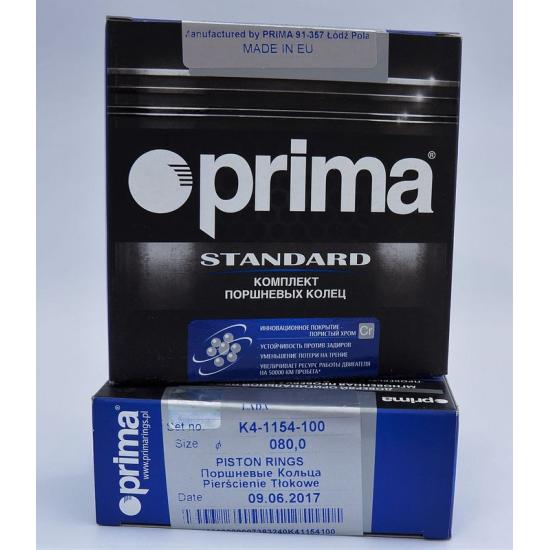 Manufactured by PRIMA 91-357 Łódź Pola
MADE IN EU
prima®
STANDARD
КОМПЛЕКТ
ПОРШНЕВЫХ КОЛЕЦ
ИННОВАЦИОННОЕ ПОКРЫТИЕ -
ПОРИСТЫЙ ХРОМ
Cr
- УСТОЙЧИВОСТЬ ПРОТИВ ЗАДИРОВ
- УМЕНЬШЕНИЕ ПОТЕРИ НА ТРЕНИЕ
- УВЕЛИЧИВАЕТ РЕСУРС РАБОТЫ ДВИГАТЕЛЯ
НА 50000 КМ ПРОБЕГА*
prima®
www.primarings.pl
LADA
Set no. K4-1154-100
Size ø 080,0
PISTON RINGS
Поршневые Кольца
Pierścienie Tłokowe
Date 09.06.2017